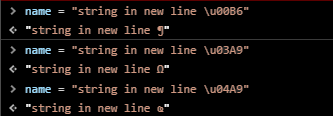 > name = "string in new line \u00B6"
<· "string in new line ¶"
> name = "string in new line \u03A9"
<· "string in new line Ω"
> name = "string in new line \u04A9"
<· "string in new line ҩ"